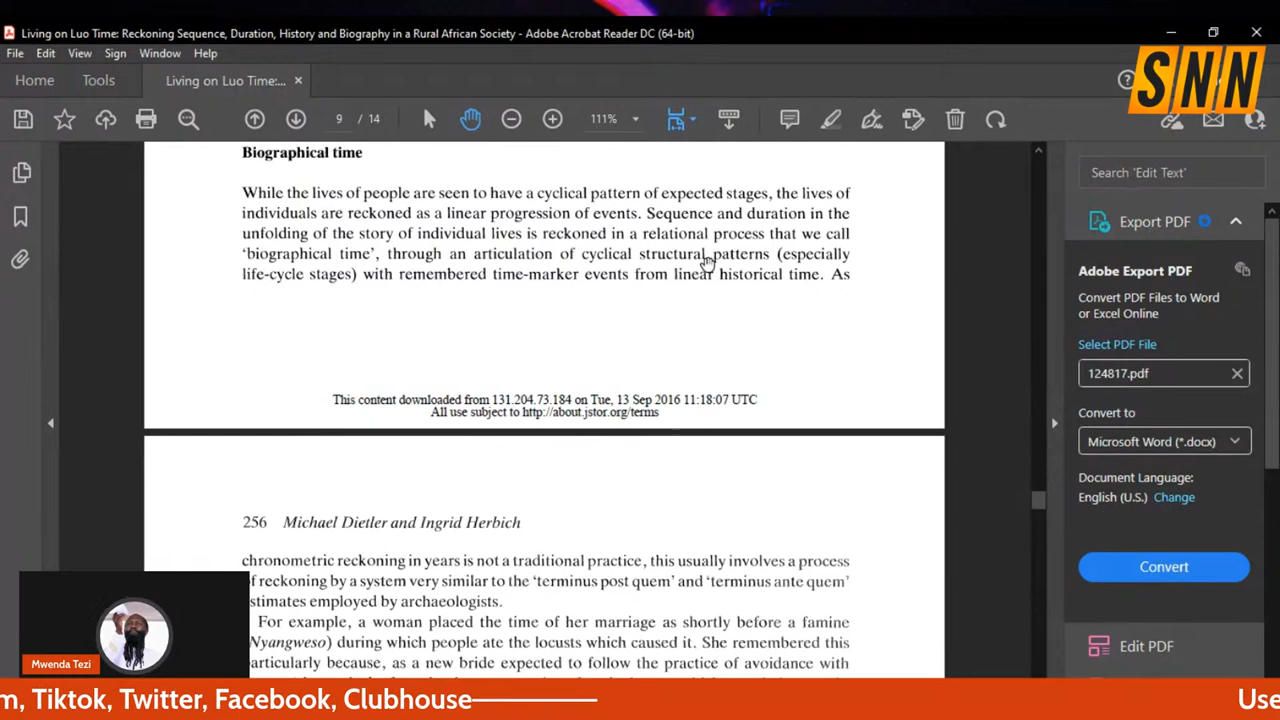 Living on Luo Time: Reckoning Sequence, Duration, History and Biography in a Rural African Society - Adobe Acrobat Reader DC (64-bit)
File Edit View Sign Window Help
Home Tools Living on Luo Time:...
SNN
9 / 14 111%
Biographical time
While the lives of people are seen to have a cyclical pattern of expected stages, the lives of
individuals are reckoned as a linear progression of events. Sequence and duration in the
unfolding of the story of individual lives is reckoned in a relational process that we call
'biographical time', through an articulation of cyclical structural patterns (especially
life-cycle stages) with remembered time-marker events from linear historical time. As
This content downloaded from 131.204.73.184 on Tue, 13 Sep 2016 11:18:07 UTC
All use subject to http://about.jstor.org/terms
256 Michael Dietler and Ingrid Herbich
chronometric reckoning in years is not a traditional practice, this usually involves a process
f reckoning by a system very similar to the 'terminus post quem' and 'terminus ante quem'
stimates employed by archaeologists.
For example, a woman placed the time of her marriage as shortly before a famine
Nyangweso) during which people ate the locusts which caused it. She remembered this
articularly because, as a new bride expected to follow the practice of avoidance with
Search 'Edit Text'
Export PDF
Adobe Export PDF
Convert PDF Files to Word
or Excel Online
Select PDF File
124817.pdf
Convert to
Microsoft Word (*.docx)
Document Language:
English (U.S.) Change
Convert
Edit PDF
Mwenda Tezi
m, Tiktok, Twitter, Facebook, Clubhouse
Use